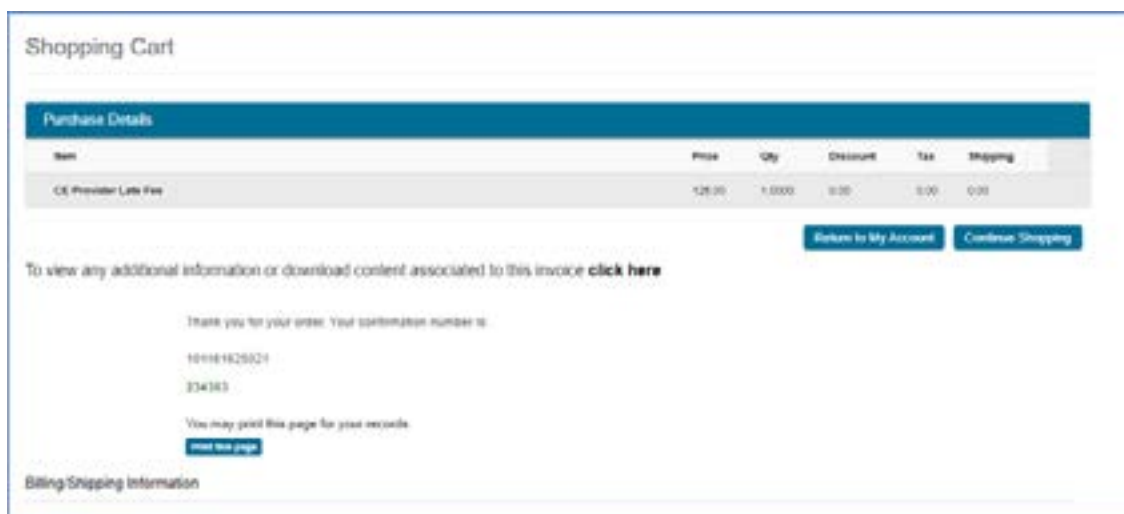 Shopping Cart
Purchase Details
Item Price Qty Discount Tax Shipping
CE Provider Late Fee 1.0000 0.00 0.00 0.00
Return to My Account Continue Shopping
To view any additional information or download content associated to this invoice click here
Thank you for your order. Your confirmation number is:
You may print this page for your records.
Print this page
Billing/Shipping Information